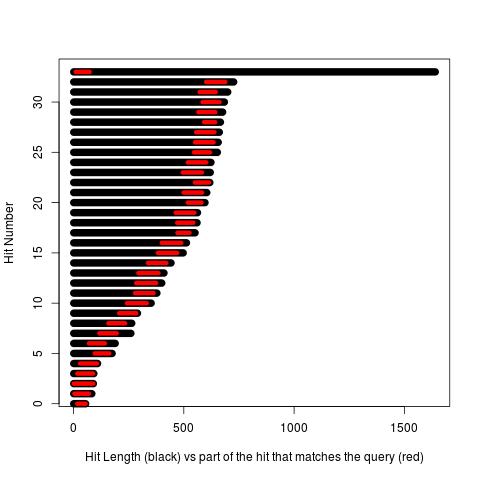 Hit Number
30
25
20
15
10
5
0
0 500 1000 1500
Hit Length (black) vs part of the hit that matches the query (red)